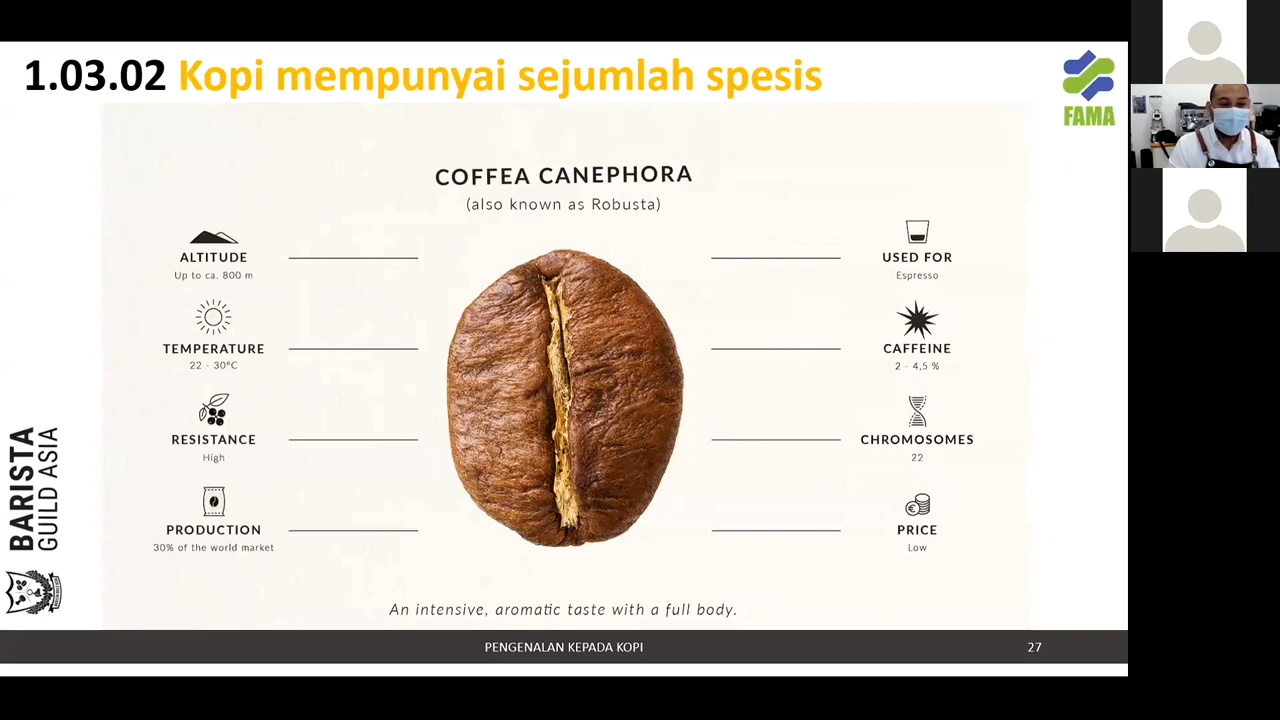 1.03.02 Kopi mempunyai sejumlah spesis
FAMA
COFFEA CANEPHORA
(also known as Robusta)
ALTITUDE
Up to ca. 800 m
TEMPERATURE
22 - 30°C
RESISTANCE
High
PRODUCTION
30% of the world market
USED FOR
Espresso
CAFFEINE
2 - 4,5 %
CHROMOSOMES
22
PRICE
Low
An intensive, aromatic taste with a full body.
BARISTA
GUILD ASIA
PENGENALAN KEPADA KOPI
27